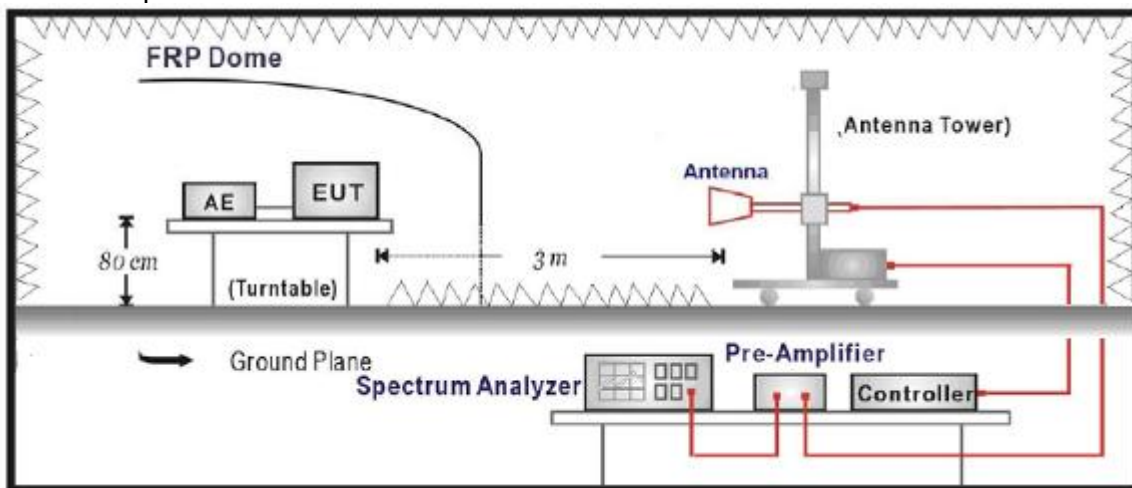 FRP Dome
(Antenna Tower)
Antenna
AE
EUT
80 cm
3 m
(Turntable)
Ground Plane
Pre-Amplifier
Spectrum Analyzer
Controller